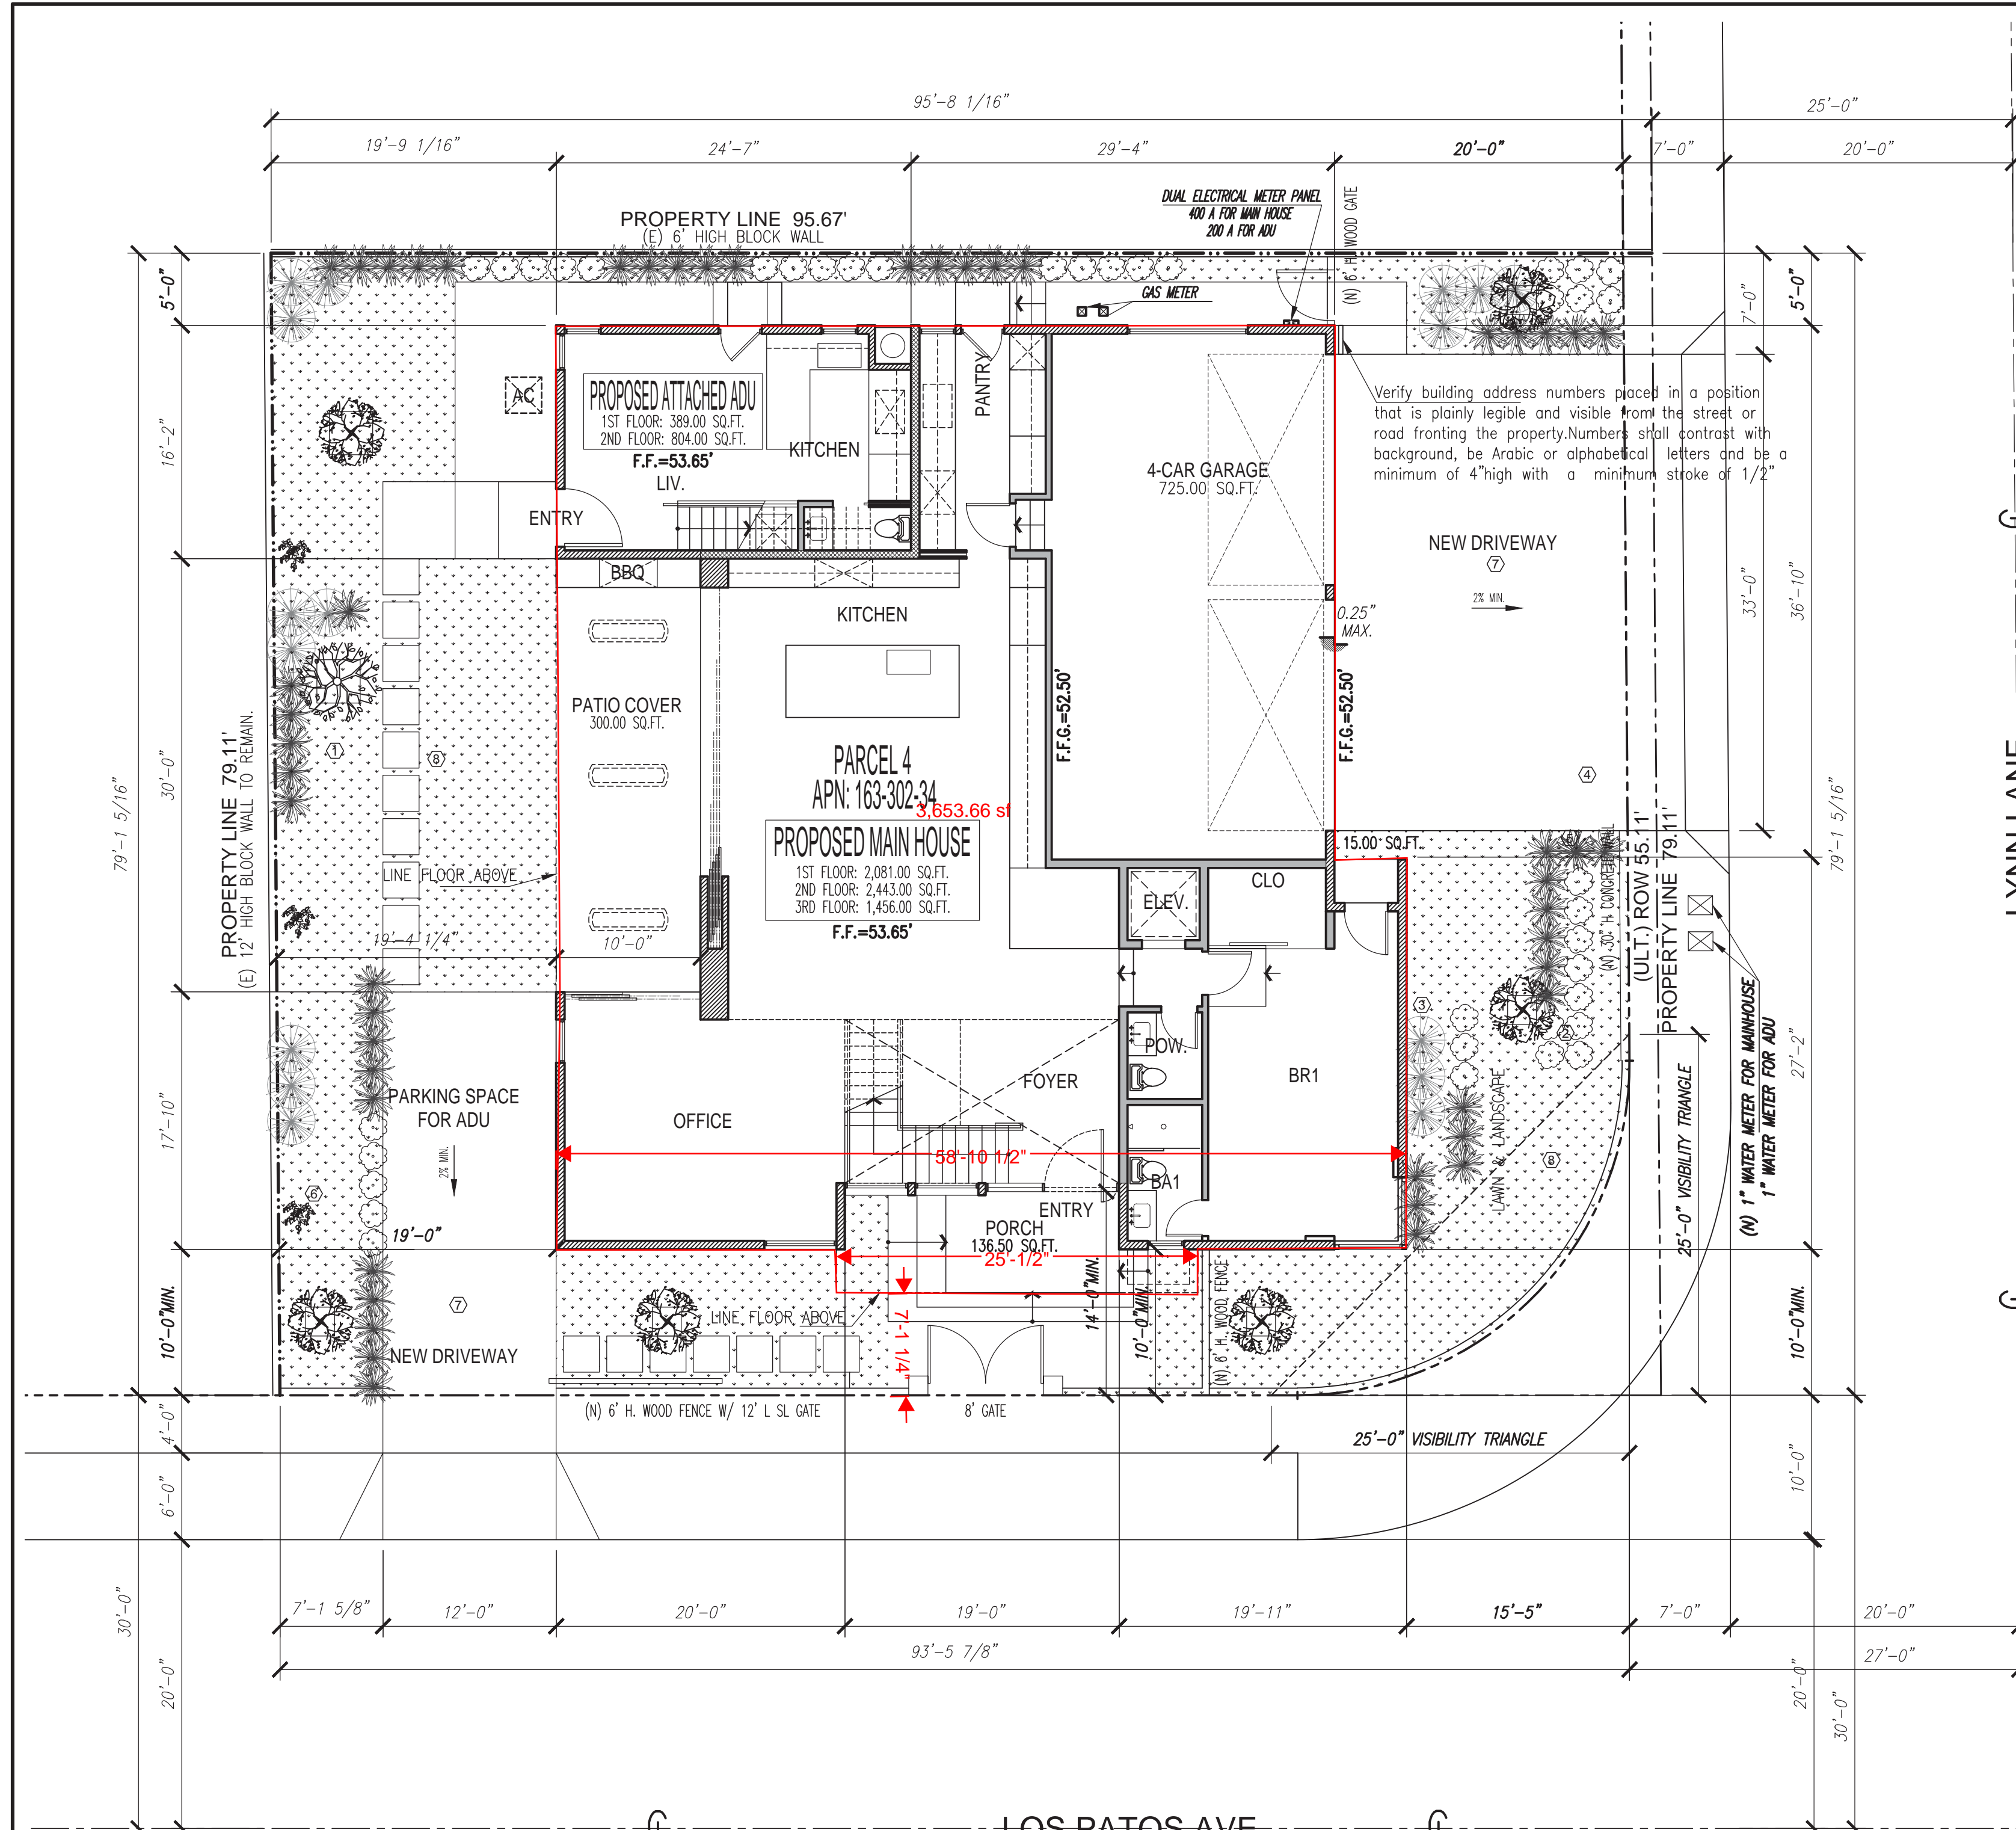 95'-8 1/16"
25'-0"
19'-9 1/16"
24'-7"
29'-4"
20'-0"
7'-0"
20'-0"
DUAL ELECTRICAL METER PANEL
400 A FOR MAIN HOUSE
200 A FOR ADU
(N) 6' H. WOOD GATE
PROPERTY LINE 95.67'
(E) 6' HIGH BLOCK WALL
GAS METER
5'-0"
7'-0"
5'-0"
AC
PROPOSED ATTACHED ADU
1ST FLOOR: 389.00 SQ.FT.
2ND FLOOR: 804.00 SQ.FT.
F.F.=53.65'
LIV.
KITCHEN
PANTRY
ENTRY
16'-2"
4-CAR GARAGE
725.00 SQ.FT.
Verify building address numbers placed in a position
that is plainly legible and visible from the street or
road fronting the property.Numbers shall contrast with
background, be Arabic or alphabetical letters and be a
minimum of 4"high with a minimum stroke of 1/2"
NEW DRIVEWAY
7
2% MIN.
33'-0"
36'-10"
BBQ
KITCHEN
0.25"
MAX.
F.F.G.=52.50'
F.F.G.=52.50'
PATIO COVER
300.00 SQ.FT.
PARCEL 4
APN: 163-302-34
3,653.66 sf
PROPOSED MAIN HOUSE
1ST FLOOR: 2,081.00 SQ.FT.
2ND FLOOR: 2,443.00 SQ.FT.
3RD FLOOR: 1,456.00 SQ.FT.
F.F.=53.65'
79'-1 5/16"
30'-0"
PROPERTY LINE 79.11'
(E) 12' HIGH BLOCK WALL TO REMAIN.
1
8
4
79'-1 5/16"
LYNN LANE
LINE FLOOR ABOVE
19'-4 1/4"
10'-0"
15.00 SQ.FT.
CLO
ELEV.
5
(N) 30" H. CONCRETE WALL
(ULT.) ROW 55.11'
PROPERTY LINE 79.11'
3
2
POW.
BR1
FOYER
OFFICE
PARKING SPACE
FOR ADU
2% MIN.
17'-10"
27'-2"
LAWN & LANDSCAPE
8
25'-0" VISIBILITY TRIANGLE
(N) 1" WATER METER FOR MAINHOUSE
1" WATER METER FOR ADU
58'-10 1/2"
BA1
6
ENTRY
PORCH
136.50 SQ.FT.
25'-1/2"
19'-0"
10'-0"MIN.
7
LINE FLOOR ABOVE
7'-1 1/4"
14'-0"MIN.
10'-0"MIN.
(N) 6' H. WOOD FENCE
10'-0"MIN.
NEW DRIVEWAY
(N) 6' H. WOOD FENCE W/ 12' L SL GATE
8' GATE
25'-0" VISIBILITY TRIANGLE
4'-0"
6'-0"
10'-0"
30'-0"
20'-0"
7'-1 5/8"
12'-0"
20'-0"
19'-0"
19'-11"
15'-5"
7'-0"
20'-0"
93'-5 7/8"
27'-0"
20'-0"
30'-0"
LOS PATOS AVE